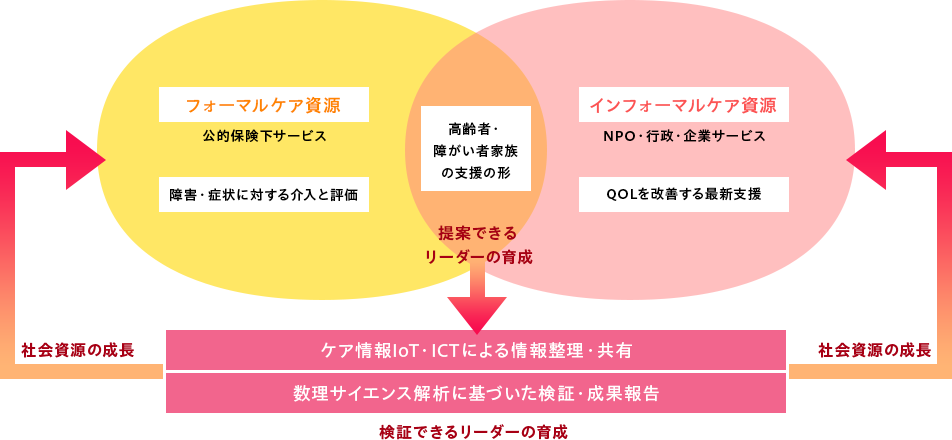 フォーマルケア資源
公的保険下サービス
障害・症状に対する介入と評価
高齢者・
障がい者家族
の支援の形
インフォーマルケア資源
NPO・行政・企業サービス
QOLを改善する最新支援
提案できる
リーダーの育成
社会資源の成長
ケア情報IoT・ICTによる情報整理・共有
数理サイエンス解析に基づいた検証・成果報告
社会資源の成長
検証できるリーダーの育成